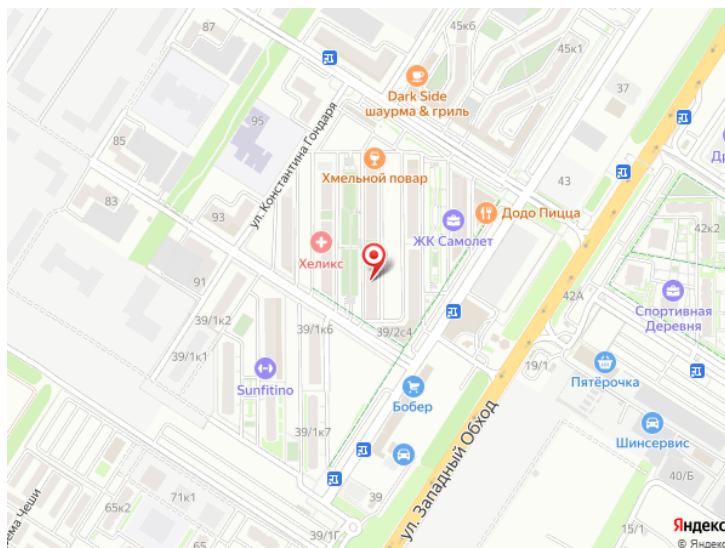 87
45к6
45к1
Dark Side
шаурма & гриль
37
95
85
ул. Константина Гондаря
Хмельной повар
43
83
93
Додо Пицца
ЖК Самолет
42к2
Хеликс
91
42А
Спортивная
Деревня
39/1к2
39/1к6
39/2с4
39/1к1
19/1
Sunfitino
Пятёрочка
Бобер
ул. Западный Обход
39/1к7
Шинсервис
40/Б
71к1
39
65к2
39/1Г
15/1
Яндекс